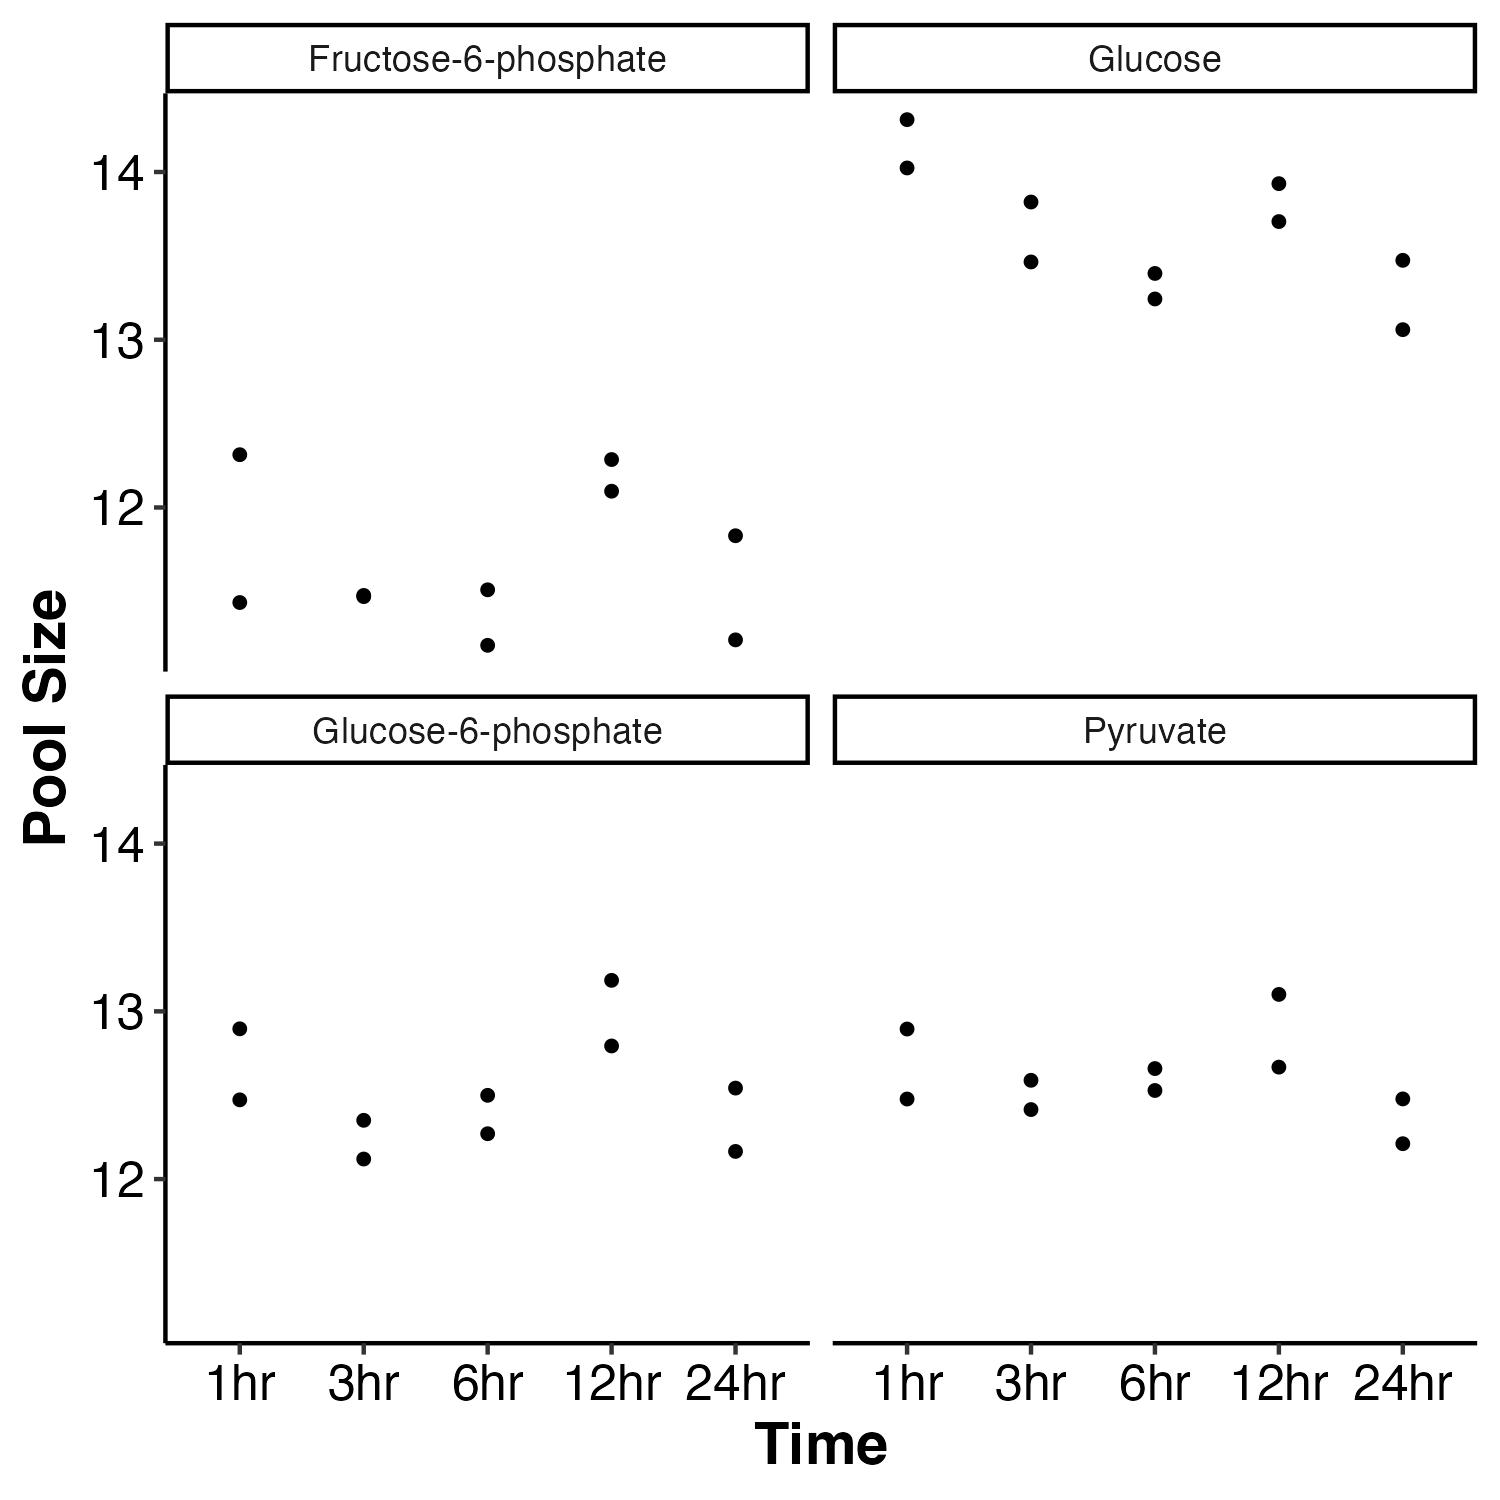 Fructose-6-phosphate
Glucose
14
13
12
Glucose-6-phosphate
Pyruvate
14
13
12
Pool Size
1hr 3hr 6hr 12hr 24hr
1hr 3hr 6hr 12hr 24hr
Time